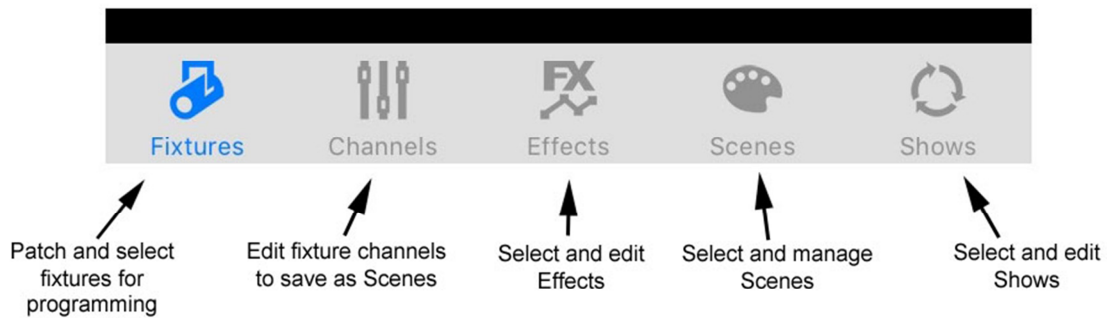 FX
Fixtures
Channels
Effects
Scenes
Shows
Patch and select
fixtures for
programming
Edit fixture channels
to save as Scenes
Select and edit
Effects
Select and manage
Scenes
Select and edit
Shows